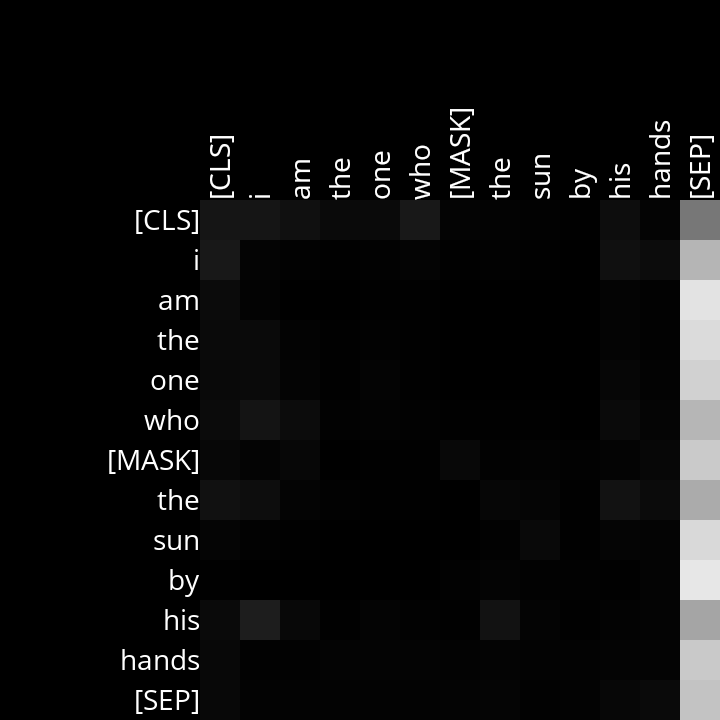 [CLS] i am the one who [MASK] the sun by his hands [SEP]
[CLS]
i
am
the
one
who
[MASK]
the
sun
by
his
hands
[SEP]